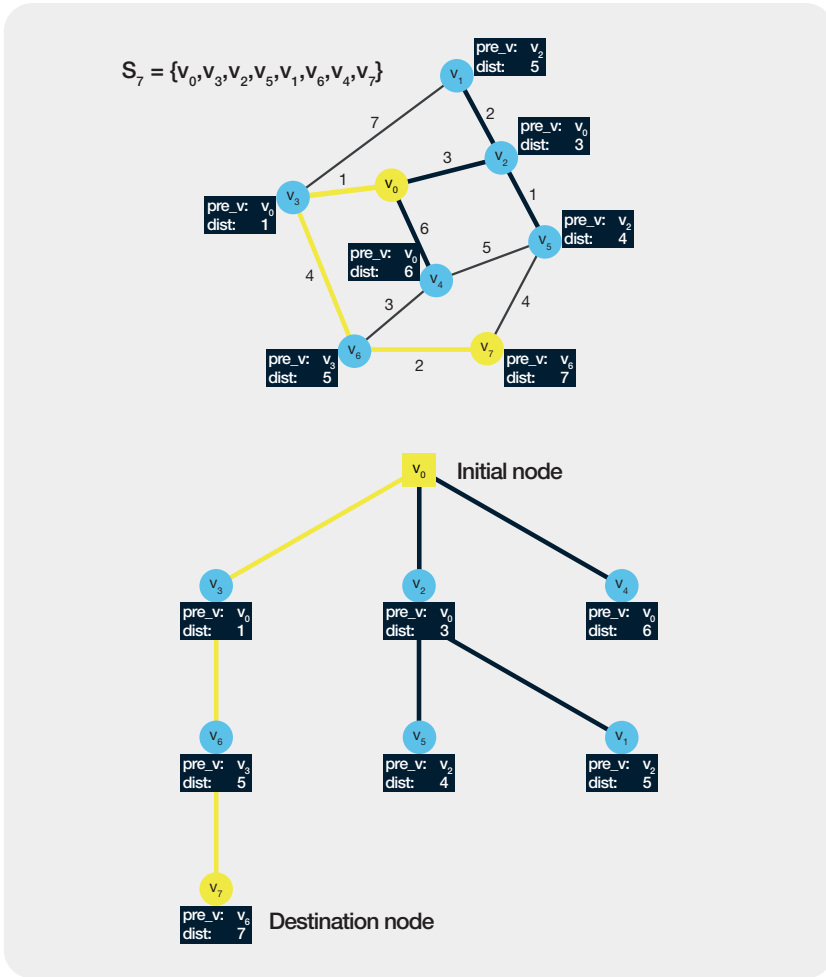 S₇ = {v₀,v₃,v₂,v₅,v₁,v₆,v₄,v₇}
pre_v: v₂
dist: 5
v₁
7
2
pre_v: v₀
dist: 3
v₂
3
1
v₀
v₃
pre_v: v₀
dist: 1
1
6
pre_v: v₂
dist: 4
v₅
pre_v: v₀
dist: 6
v₄
5
4
3
4
v₆
pre_v: v₃
dist: 5
2
v₇
pre_v: v₆
dist: 7
v₀
Initial node
v₃
pre_v: v₀
dist: 1
v₂
pre_v: v₀
dist: 3
v₄
pre_v: v₀
dist: 6
v₆
pre_v: v₃
dist: 5
v₅
pre_v: v₂
dist: 4
v₁
pre_v: v₂
dist: 5
v₇
pre_v: v₆
dist: 7
Destination node